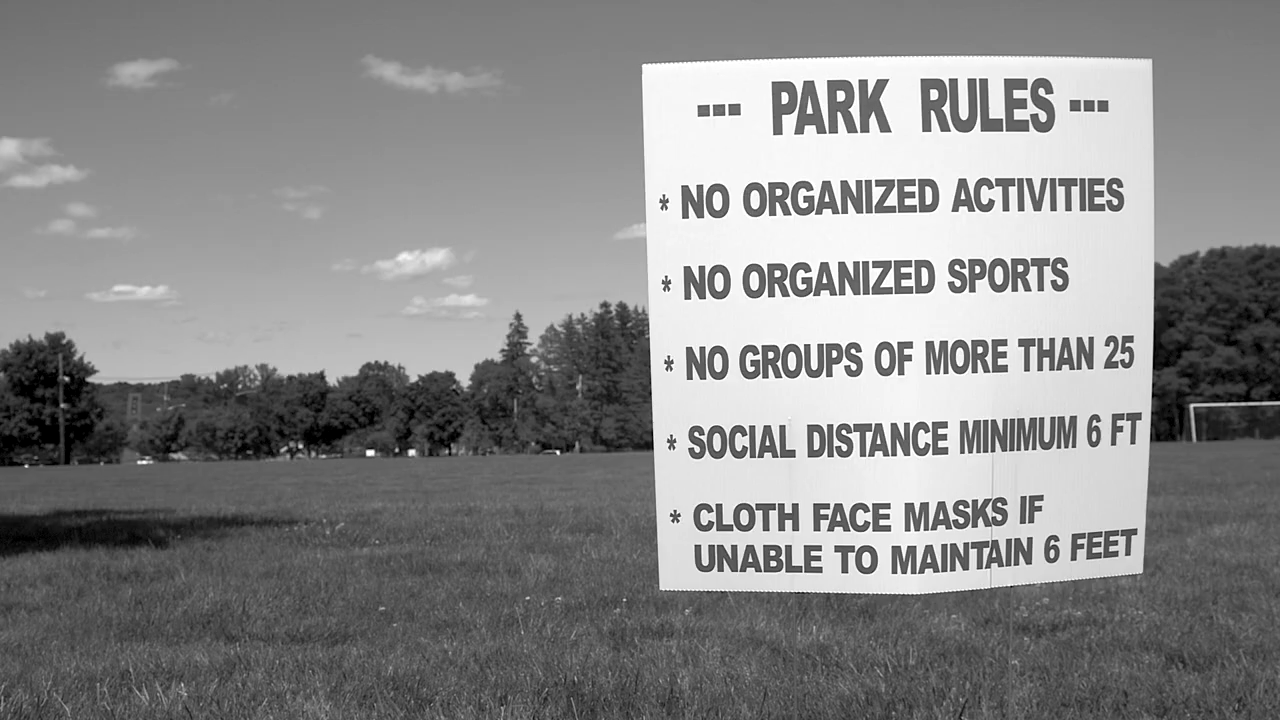 --- PARK RULES ---
* NO ORGANIZED ACTIVITIES
* NO ORGANIZED SPORTS
* NO GROUPS OF MORE THAN 25
* SOCIAL DISTANCE MINIMUM 6 FT
* CLOTH FACE MASKS IF
UNABLE TO MAINTAIN 6 FEET